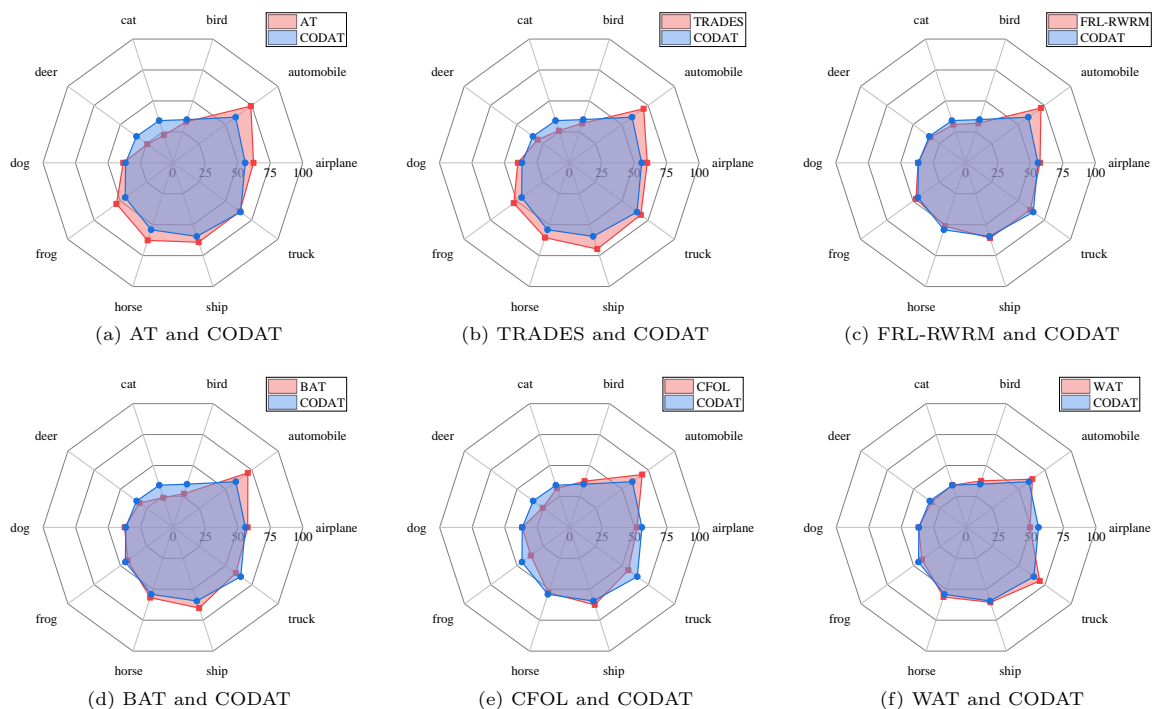 cat
bird
AT
CODAT
deer
automobile
dog
0 25 50 75 100
airplane
frog
truck
horse
ship
(a) AT and CODAT
cat
bird
TRADES
CODAT
deer
automobile
dog
0 25 50 75 100
airplane
frog
truck
horse
ship
(b) TRADES and CODAT
cat
bird
FRL-RWRM
CODAT
deer
automobile
dog
0 25 50 75 100
airplane
frog
truck
horse
ship
(c) FRL-RWRM and CODAT
cat
bird
BAT
CODAT
deer
automobile
dog
0 25 50 75 100
airplane
frog
truck
horse
ship
(d) BAT and CODAT
cat
bird
CFOL
CODAT
deer
automobile
dog
0 25 50 75 100
airplane
frog
truck
horse
ship
(e) CFOL and CODAT
cat
bird
WAT
CODAT
deer
automobile
dog
0 25 50 75 100
airplane
frog
truck
horse
ship
(f) WAT and CODAT